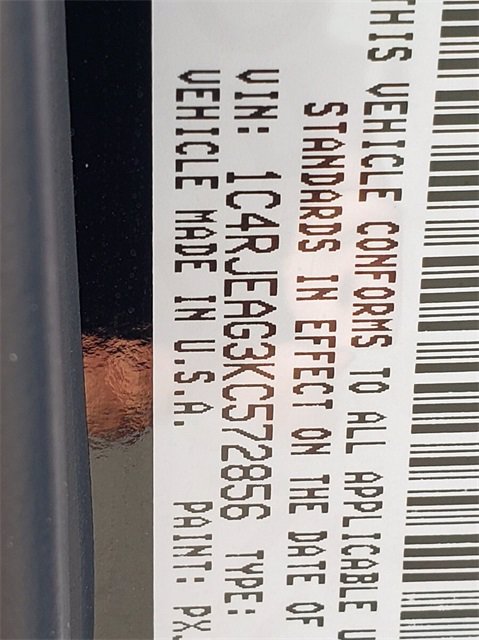 THIS VEHICLE CONFORMS TO ALL APPLICABLE U
STANDARDS IN EFFECT ON THE DATE OF
VIN: 1C4RJEAG3KC572856 TYPE:
VEHICLE MADE IN U.S.A. PAINT: PX